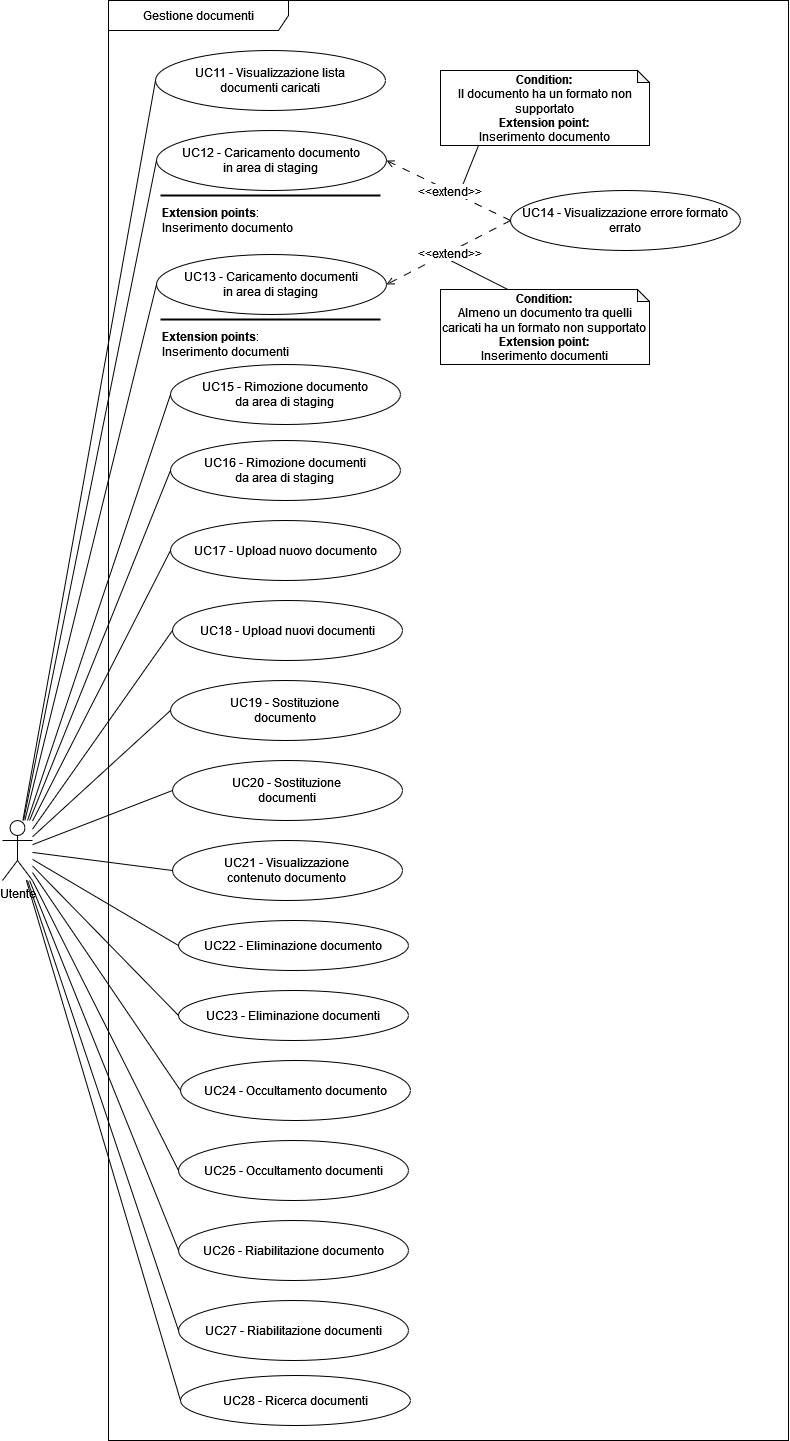 Gestione documenti
UC11 - Visualizzazione lista
documenti caricati
Condition:
Il documento ha un formato non
supportato
Extension point:
Inserimento documento
UC12 - Caricamento documento
in area di staging
<<extend>>
Extension points:
Inserimento documento
UC14 - Visualizzazione errore formato
errato
<<extend>>
UC13 - Caricamento documenti
in area di staging
Condition:
Almeno un documento tra quelli
caricati ha un formato non supportato
Extension point:
Inserimento documenti
Extension points:
Inserimento documenti
UC15 - Rimozione documento
da area di staging
UC16 - Rimozione documenti
da area di staging
UC17 - Upload nuovo documento
UC18 - Upload nuovi documenti
UC19 - Sostituzione
documento
UC20 - Sostituzione
documenti
UC21 - Visualizzazione
contenuto documento
Utente
UC22 - Eliminazione documento
UC23 - Eliminazione documenti
UC24 - Occultamento documento
UC25 - Occultamento documenti
UC26 - Riabilitazione documento
UC27 - Riabilitazione documenti
UC28 - Ricerca documenti